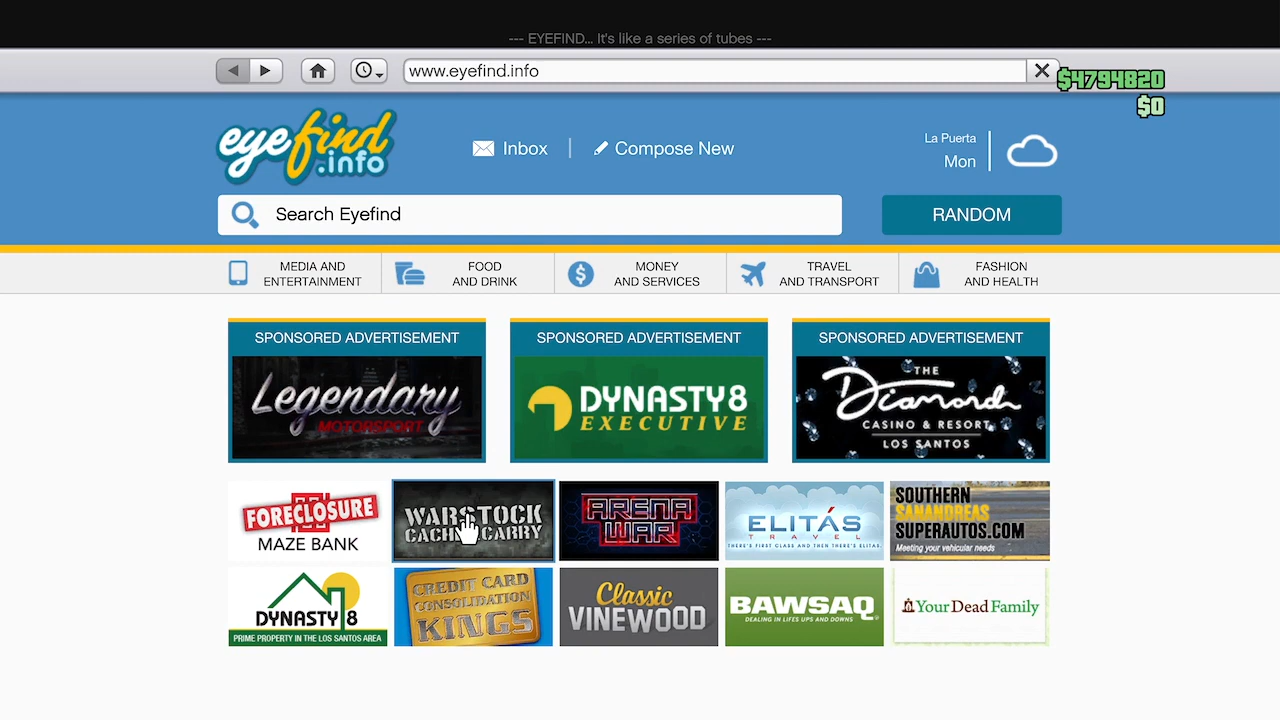 --- EYEFIND... It's like a series of tubes ---
www.eyefind.info
$4794820
$0
eyefind
.info
Inbox
Compose New
La Puerta
Mon
Search Eyefind
RANDOM
MEDIA AND
ENTERTAINMENT
FOOD
AND DRINK
MONEY
AND SERVICES
TRAVEL
AND TRANSPORT
FASHION
AND HEALTH
SPONSORED ADVERTISEMENT
Legendary
MOTORSPORT
SPONSORED ADVERTISEMENT
DYNASTY8
EXECUTIVE
SPONSORED ADVERTISEMENT
THE
Diamond
CASINO & RESORT
LOS SANTOS
FORECLOSURE
MAZE BANK
WARSTOCK
CACHE & CARRY
ARENA
WAR
ELITÁS
TRAVEL
THERE'S FIRST CLASS AND THEN THERE'S ELITAS.
SOUTHERN
SANANDREAS
SUPERAUTOS.COM
Meeting your vehicular needs
DYNASTY 8
PRIME PROPERTY IN THE LOS SANTOS AREA
CREDIT CARD
CONSOLIDATION
KINGS
Classic
VINEWOOD
BAWSAQ
DEALING IN LIFES UPS AND DOWNS
YourDeadFamily